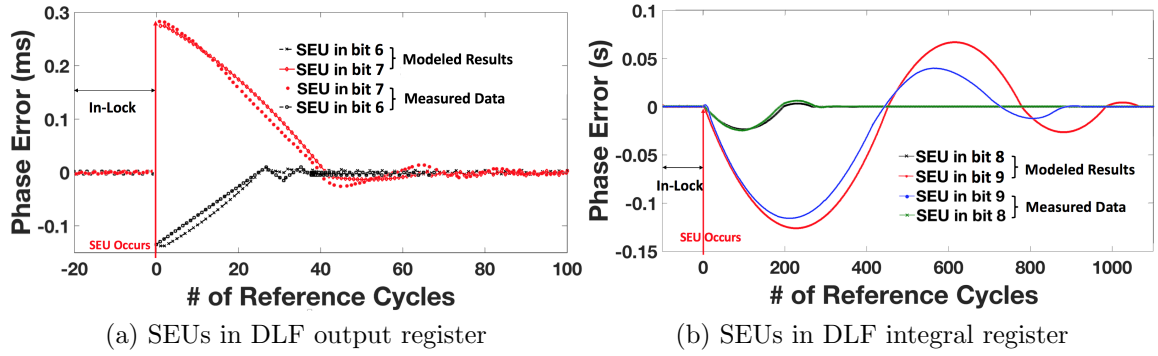 0.3
0.2
0.1
0
-0.1
Phase Error (ms)
SEU in bit 6
SEU in bit 7
Modeled Results
SEU in bit 7
SEU in bit 6
Measured Data
In-Lock
SEU Occurs
-20 0 20 40 60 80 100
# of Reference Cycles
(a) SEUs in DLF output register
0.1
0.05
0
-0.05
-0.1
-0.15
Phase Error (s)
SEU in bit 8
SEU in bit 9
Modeled Results
SEU in bit 9
SEU in bit 8
Measured Data
In-Lock
SEU Occurs
0 200 400 600 800 1000
# of Reference Cycles
(b) SEUs in DLF integral register